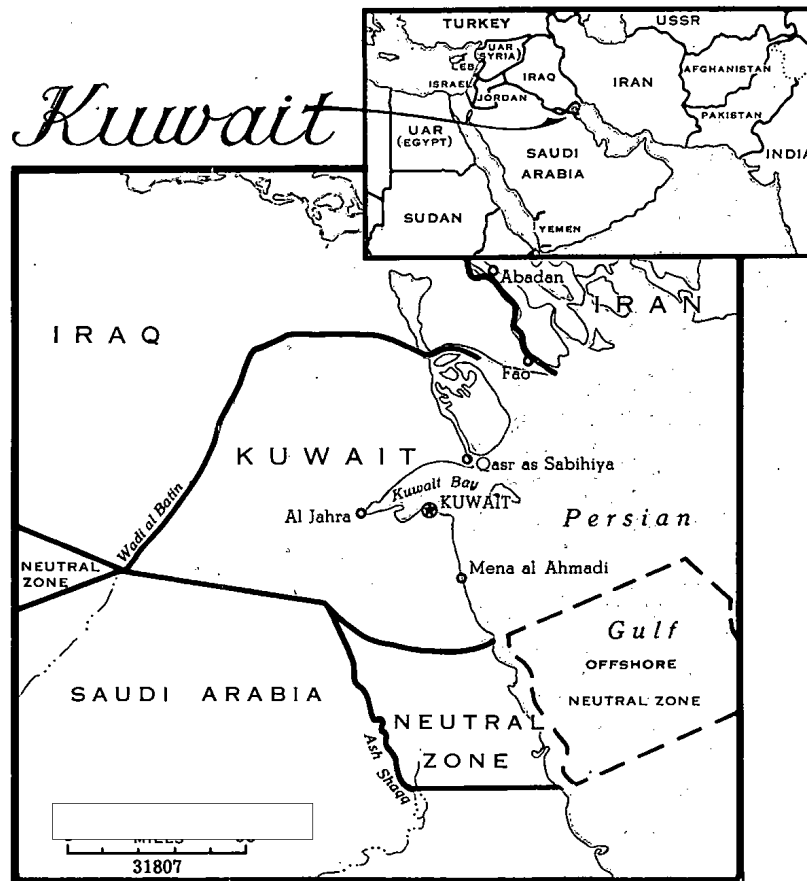 Kuwait
TURKEY
USSR
UAR
(SYRIA)
LEB.
ISRAEL
JORDAN
IRAQ
IRAN
AFGHANISTAN
PAKISTAN
INDIA
UAR
(EGYPT)
SAUDI
ARABIA
SUDAN
YEMEN
Abadan
IRAN
IRAQ
Fao
KUWAIT
Qasr as Sabihiya
Kuwait Bay
KUWAIT
Al Jahra
Wadi al Batin
Persian
NEUTRAL
ZONE
Mena al Ahmadi
Gulf
OFFSHORE
NEUTRAL ZONE
SAUDI ARABIA
NEUTRAL
ZONE
Ash Shaqq
31807